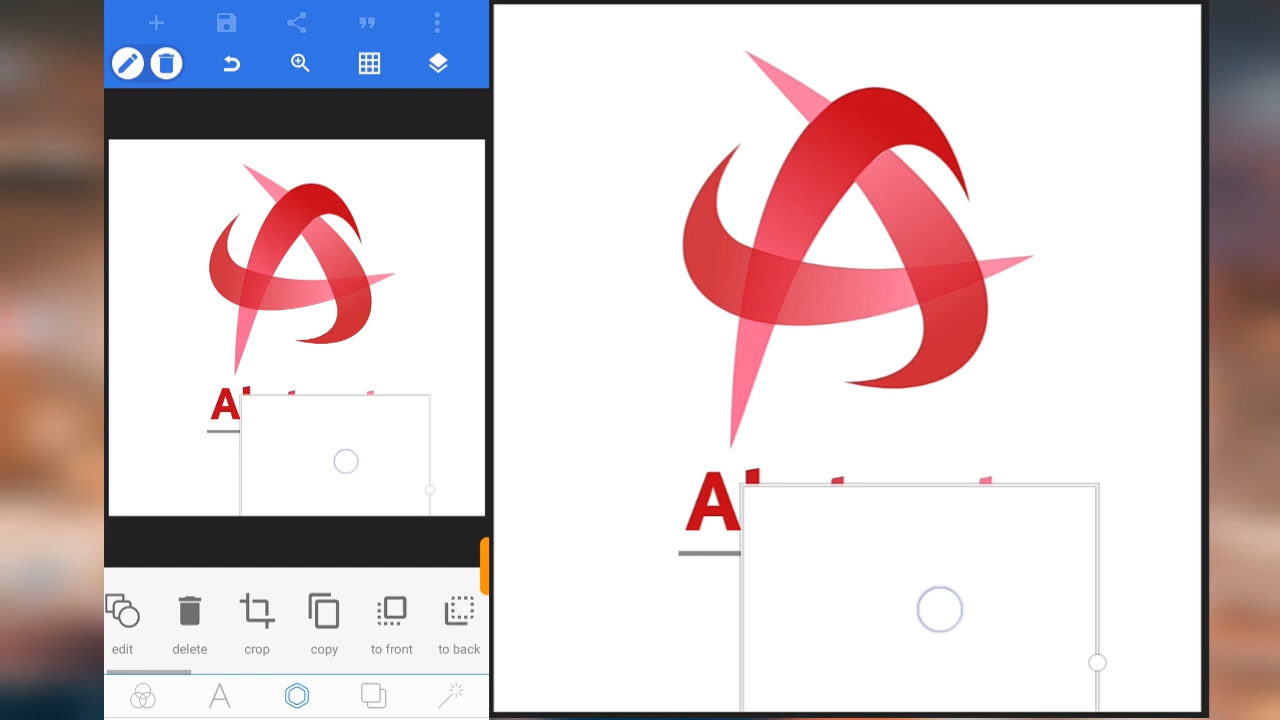 A
edit
delete
crop
copy
to front
to back
A